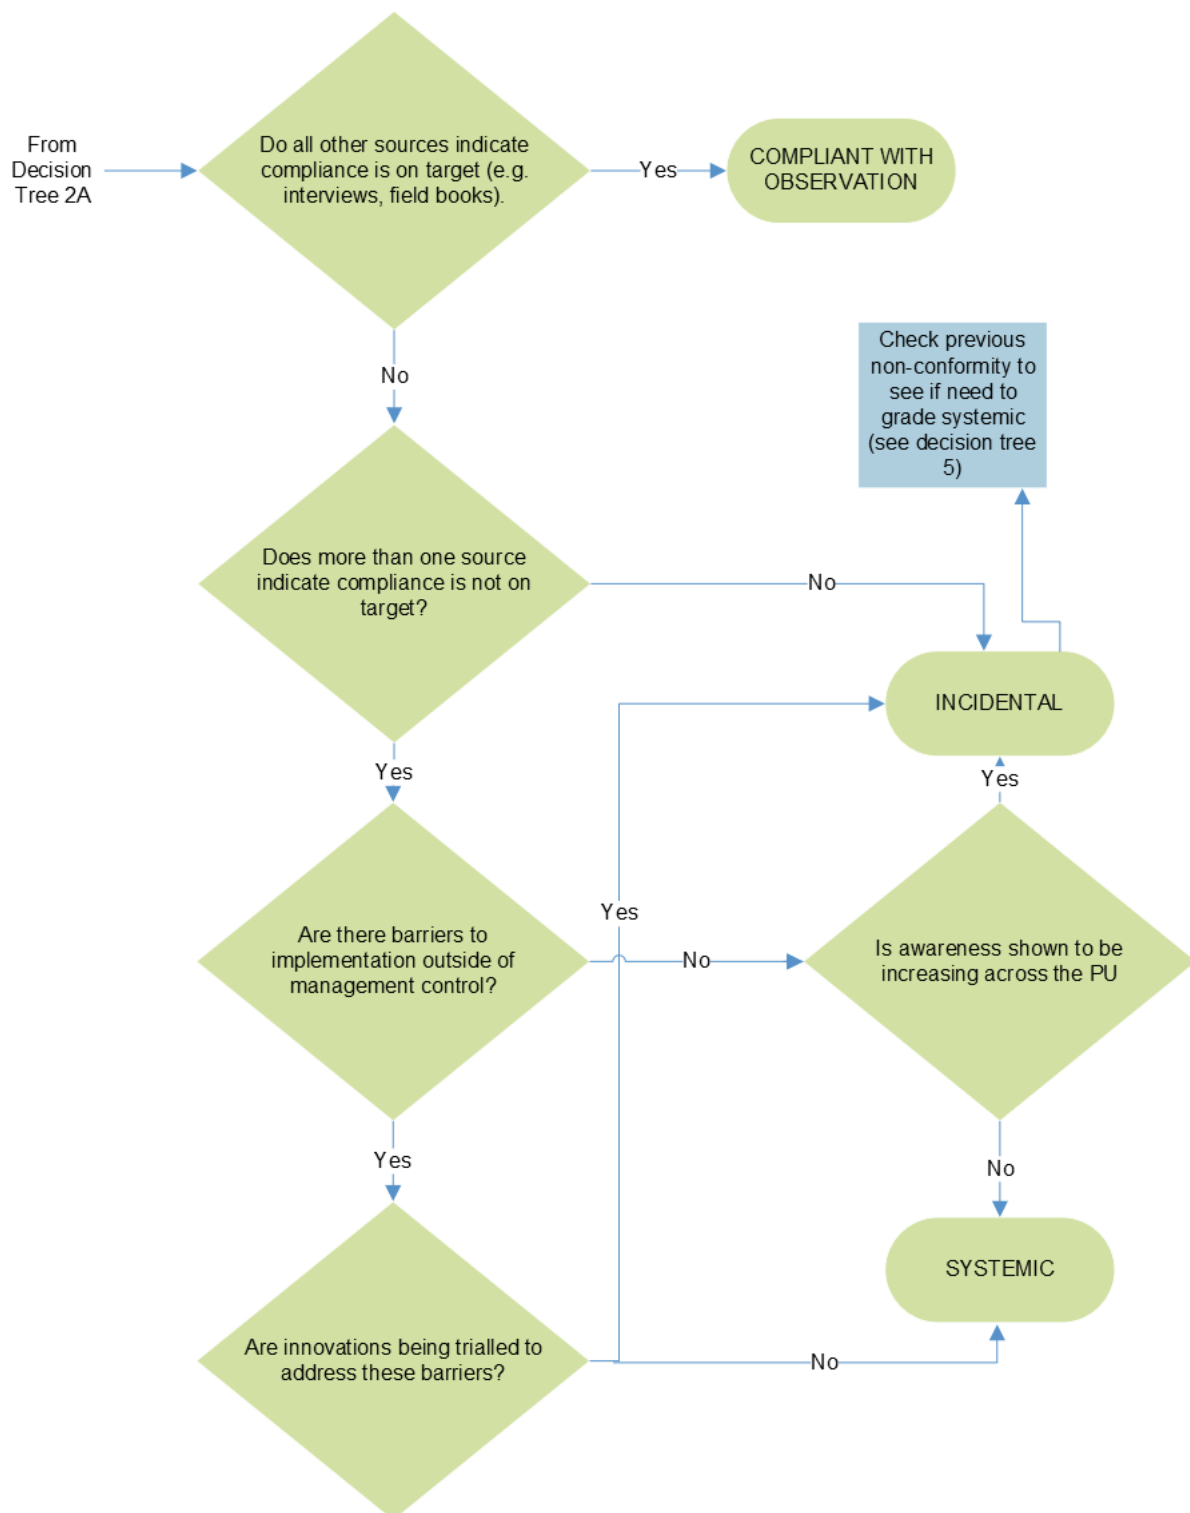 From
Decision
Tree 2A
Do all other sources indicate
compliance is on target (e.g.
interviews, field books).
Yes
COMPLIANT WITH
OBSERVATION
No
Check previous
non-conformity to
see if need to
grade systemic
(see decision tree
5)
Does more than one source
indicate compliance is not on
target?
No
INCIDENTAL
Yes
Yes
Are there barriers to
implementation outside of
management control?
Yes
No
Is awareness shown to be
increasing across the PU
Yes
No
SYSTEMIC
Are innovations being trialled to
address these barriers?
No